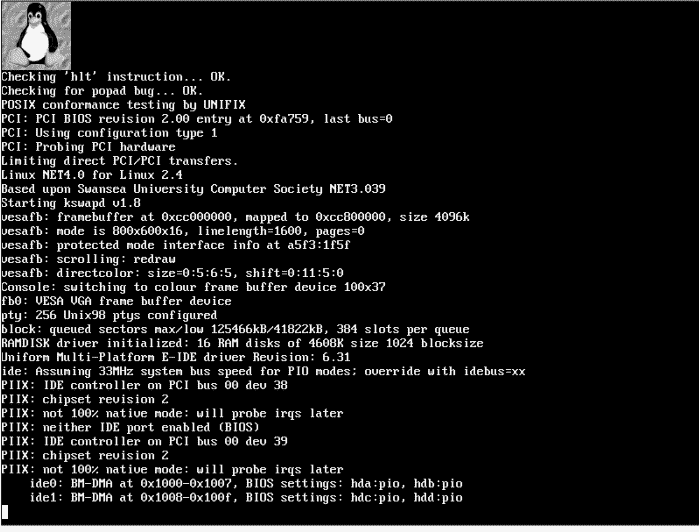 Checking 'hlt' instruction... OK.
Checking for popad bug... OK.
POSIX conformance testing by UNIFIX
PCI: PCI BIOS revision 2.00 entry at 0xfa759, last bus=0
PCI: Using configuration type 1
PCI: Probing PCI hardware
Limiting direct PCI/PCI transfers.
Linux NET4.0 for Linux 2.4
Based upon Swansea University Computer Society NET3.039
Starting kswapd v1.8
vesafb: framebuffer at 0xcc000000, mapped to 0xcc800000, size 4096k
vesafb: mode is 800x600x16, linelength=1600, pages=0
vesafb: protected mode interface info at a5f3:1f5f
vesafb: scrolling: redraw
vesafb: directcolor: size=0:5:6:5, shift=0:11:5:0
Console: switching to colour frame buffer device 100x37
fb0: VESA VGA frame buffer device
pty: 256 Unix98 ptys configured
block: queued sectors max/low 125466kB/41822kB, 384 slots per queue
RAMDISK driver initialized: 16 RAM disks of 4608K size 1024 blocksize
Uniform Multi-Platform E-IDE driver Revision: 6.31
ide: Assuming 33MHz system bus speed for PIO modes; override with idebus=xx
PIIX: IDE controller on PCI bus 00 dev 38
PIIX: chipset revision 2
PIIX: not 100% native mode: will probe irqs later
PIIX: neither IDE port enabled (BIOS)
PIIX: IDE controller on PCI bus 00 dev 39
PIIX: chipset revision 2
PIIX: not 100% native mode: will probe irqs later
ide0: BM-DMA at 0x1000-0x1007, BIOS settings: hda:pio, hdb:pio
ide1: BM-DMA at 0x1008-0x100f, BIOS settings: hdc:pio, hdd:pio